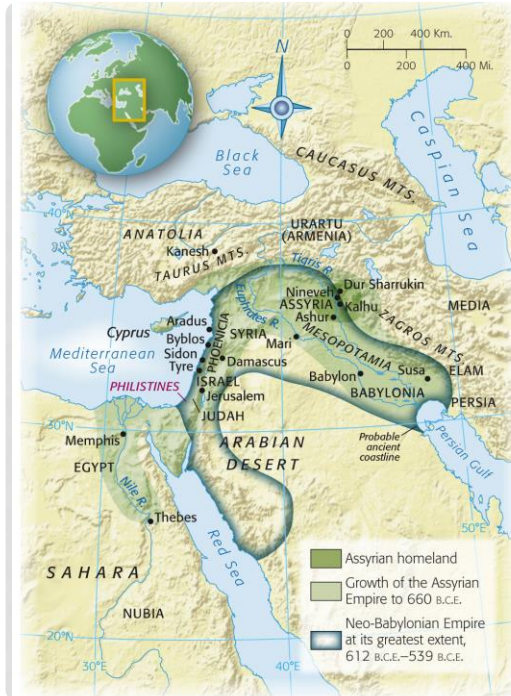 N
0 200 400 Km.
0 200 400 Mi.
Black
Sea
CAUCASUS MTS.
Caspian Sea
40°N
ANATOLIA
Kanesh
TAURUS MTS.
URARTU
(ARMENIA)
Tigris R.
Dur Sharrukin
Nineveh
ASSYRIA
Kalhu
Ashur
MEDIA
ZAGROS MTS.
Euphrates R.
Cyprus
Aradus
Byblos
Sidon
Tyre
PHOENICIA
SYRIA
Mari
MESOPOTAMIA
Mediterranean
Sea
Damascus
Babylon
Susa
ELAM
PHILISTINES
ISRAEL
Jerusalem
JUDAH
BABYLONIA
PERSIA
30°N
Memphis
EGYPT
ARABIAN
DESERT
Probable
ancient
coastline
Persian Gulf
Nile R.
Thebes
Red Sea
50°E
SAHARA
NUBIA
20°N
30°E
40°E
Assyrian homeland
Growth of the Assyrian
Empire to 660 B.C.E.
Neo-Babylonian Empire
at its greatest extent,
612 B.C.E.–539 B.C.E.